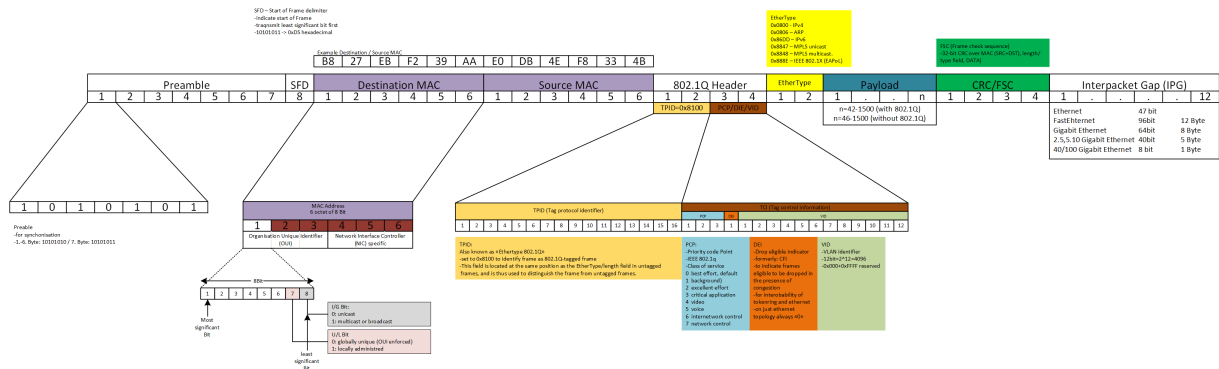 SFD – Start of Frame delimiter
-indicate start of Frame
-traqnsmit least significant bit first
-10101011 -> 0xD5 hexadecimal
Example Destination / Source MAC
B8 27 EB F2 39 AA E0 DB 4E F8 33 4B
EtherType
0x0800 - IPv4
0x0806 – ARP
0x86DD – IPv6
0x8847 – MPLS unicast
0x8848 – MPLS multicast.
0x888E – IEEE 802.1X (EAPoL)
FSC (Frame check sequence)
-32-bit CRC over MAC (SRC+DST), length/
type field, DATA)
Preamble SFD Destination MAC Source MAC 802.1Q Header EtherType Payload CRC/FSC Interpacket Gap (IPG)
1 2 3 4 5 6 7 8 1 2 3 4 5 6 1 2 3 4 5 6 1 2 3 4 1 2 1 . . n 1 2 3 4 1 . . . . 12
TPID=0x8100 PCP/DIE/VID
n=42-1500 (with 802.1Q)
n=46-1500 (without 802.1Q)
Ethernet 47 bit
FastEhternet 96bit 12 Byte
Gigabit Ethernet 64bit 8 Byte
2.5,5.10 Gigabit Ethernet 40bit 5 Byte
40/100 Gigabit Ethernet 8 bit 1 Byte
1 0 1 0 1 0 1
Preable
-for synchonisation
-1.-6. Byte: 10101010 / 7. Byte: 10101011
MAC Address
6 octet of 8 Bit
1 2 3 4 5 6
Organisation Unique Identifier
(OUI)
Network Interface Controller
(NIC) specific
8Bit
1 2 3 4 5 6 7 8
Most
significant
Bit
I/G Bit:
0: unicast
1: multicast or broadcast
U/L Bit
0: globally unique (OUI enforced)
1: locally administred
least
significant
Bit
TPID (Tag protocol identifier)
TCI (Tag control information)
PCP DEI VID
1 2 3 4 5 6 7 8 9 10 11 12 13 14 15 16 1 2 3 1 1 2 3 4 5 6 7 8 9 10 11 12
TPID:
Also known as «Ethertype 802.1Q»
-set to 0x8100 to identify frame as 802.1Q-tagged frame
-This field is located at the same position as the EtherType/length field in untagged
frames, and is thus used to distinguish the frame from untagged frames.
PCP:
-Priority code Point
-IEEE 802.1q
-Class of service
0 best effort, default
1 background)
2 excellent effort
3 critical application
4 video
5 voice
6 internetwork control
7 network control
DEI
-Drop eligible indicator
-formerly: CFI
-to indicate frames
eligible to be dropped in
the presence of
congestion
-for interobability of
tokenring and ethernet
-on just ethernet
topology always «0»
VID
-VLAN Identifier
-12bit=2^12=4096
-0x000+0xFFFF reserved